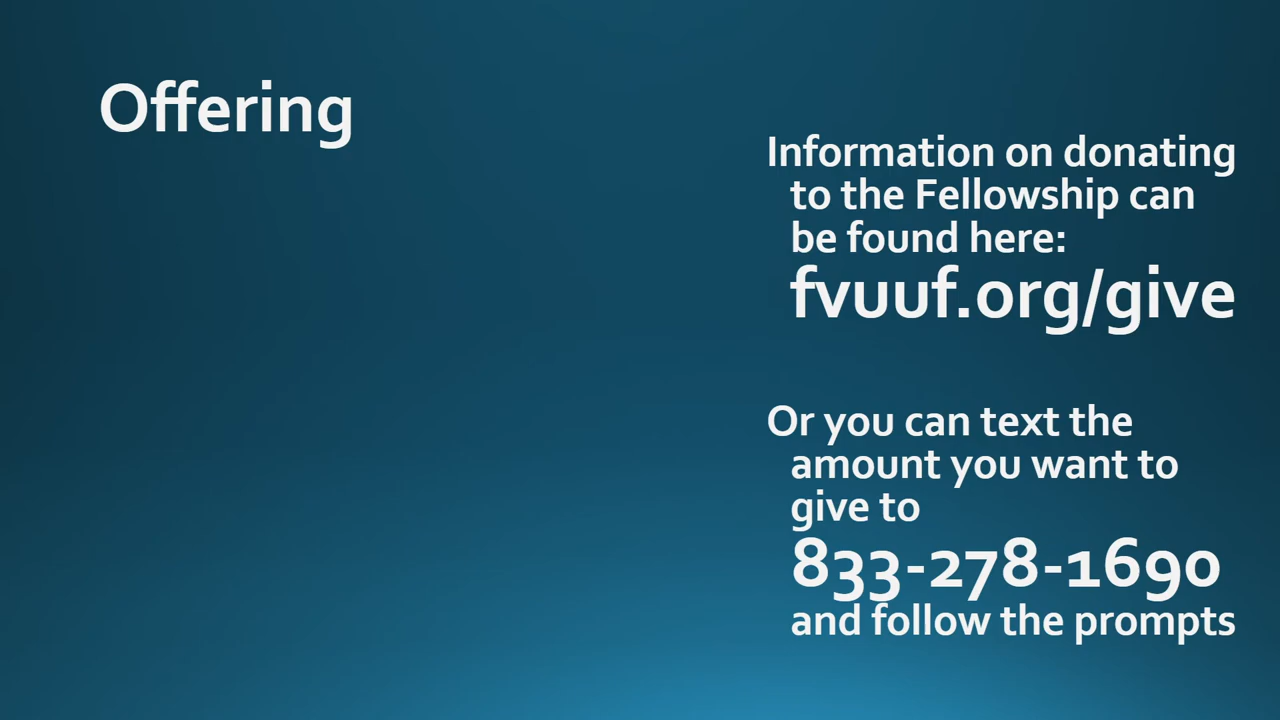 Offering
Information on donating
to the Fellowship can
be found here:
fvuuf.org/give
Or you can text the
amount you want to
give to
833-278-1690
and follow the prompts